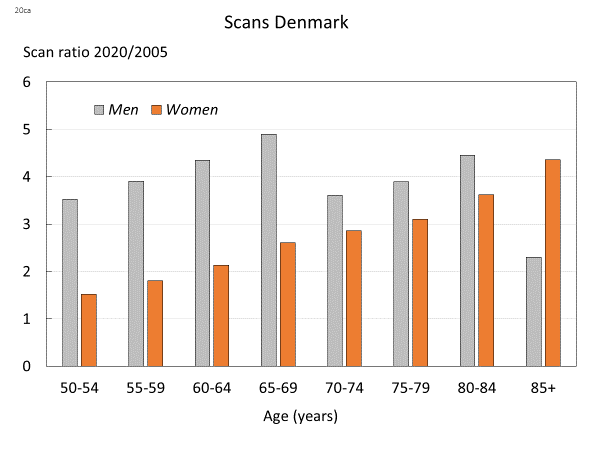 20ca
Scans Denmark
Scan ratio 2020/2005
6
Men Women
5
4
3
2
1
0
50-54 55-59 60-64 65-69 70-74 75-79 80-84 85+
Age (years)